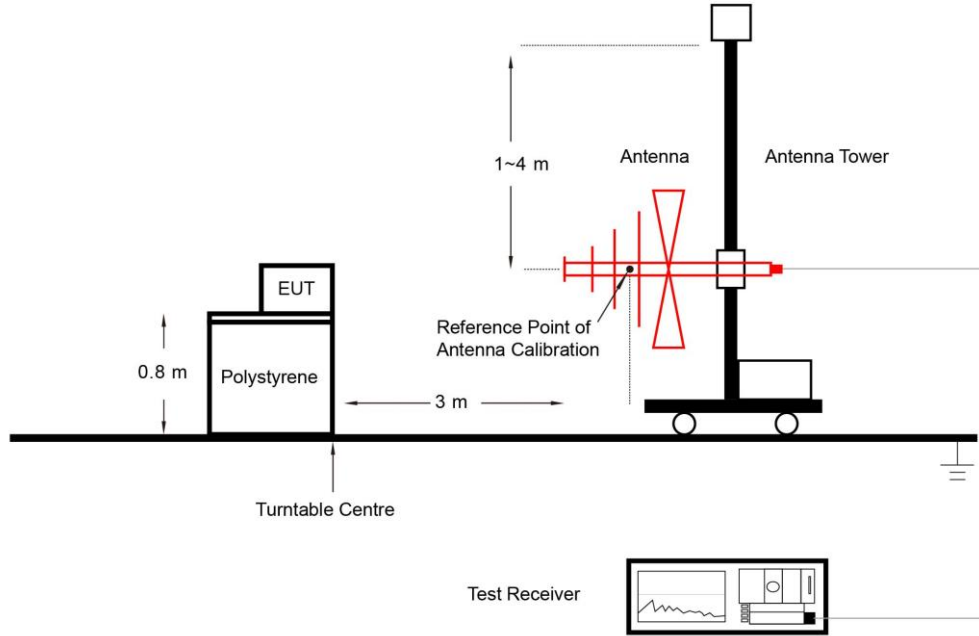 1~4 m
Antenna
Antenna Tower
EUT
Reference Point of
Antenna Calibration
0.8 m
Polystyrene
3 m
Turntable Centre
Test Receiver